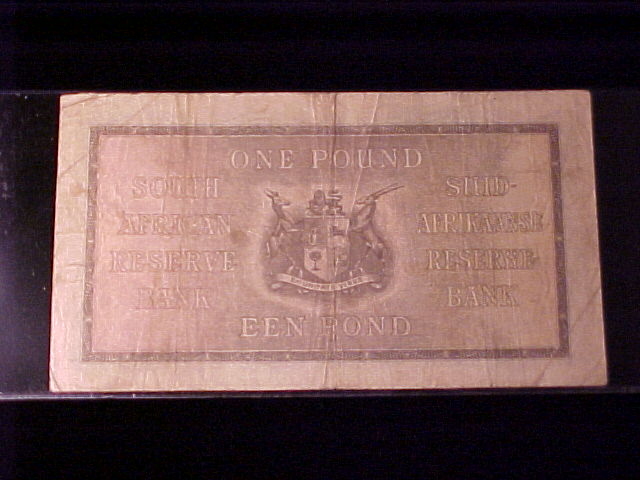 ONE POUND
SOUTH
AFRICAN
RESERVE
BANK
SUID-
AFRIKAANSE
RESERWE
BANK
EEN POND